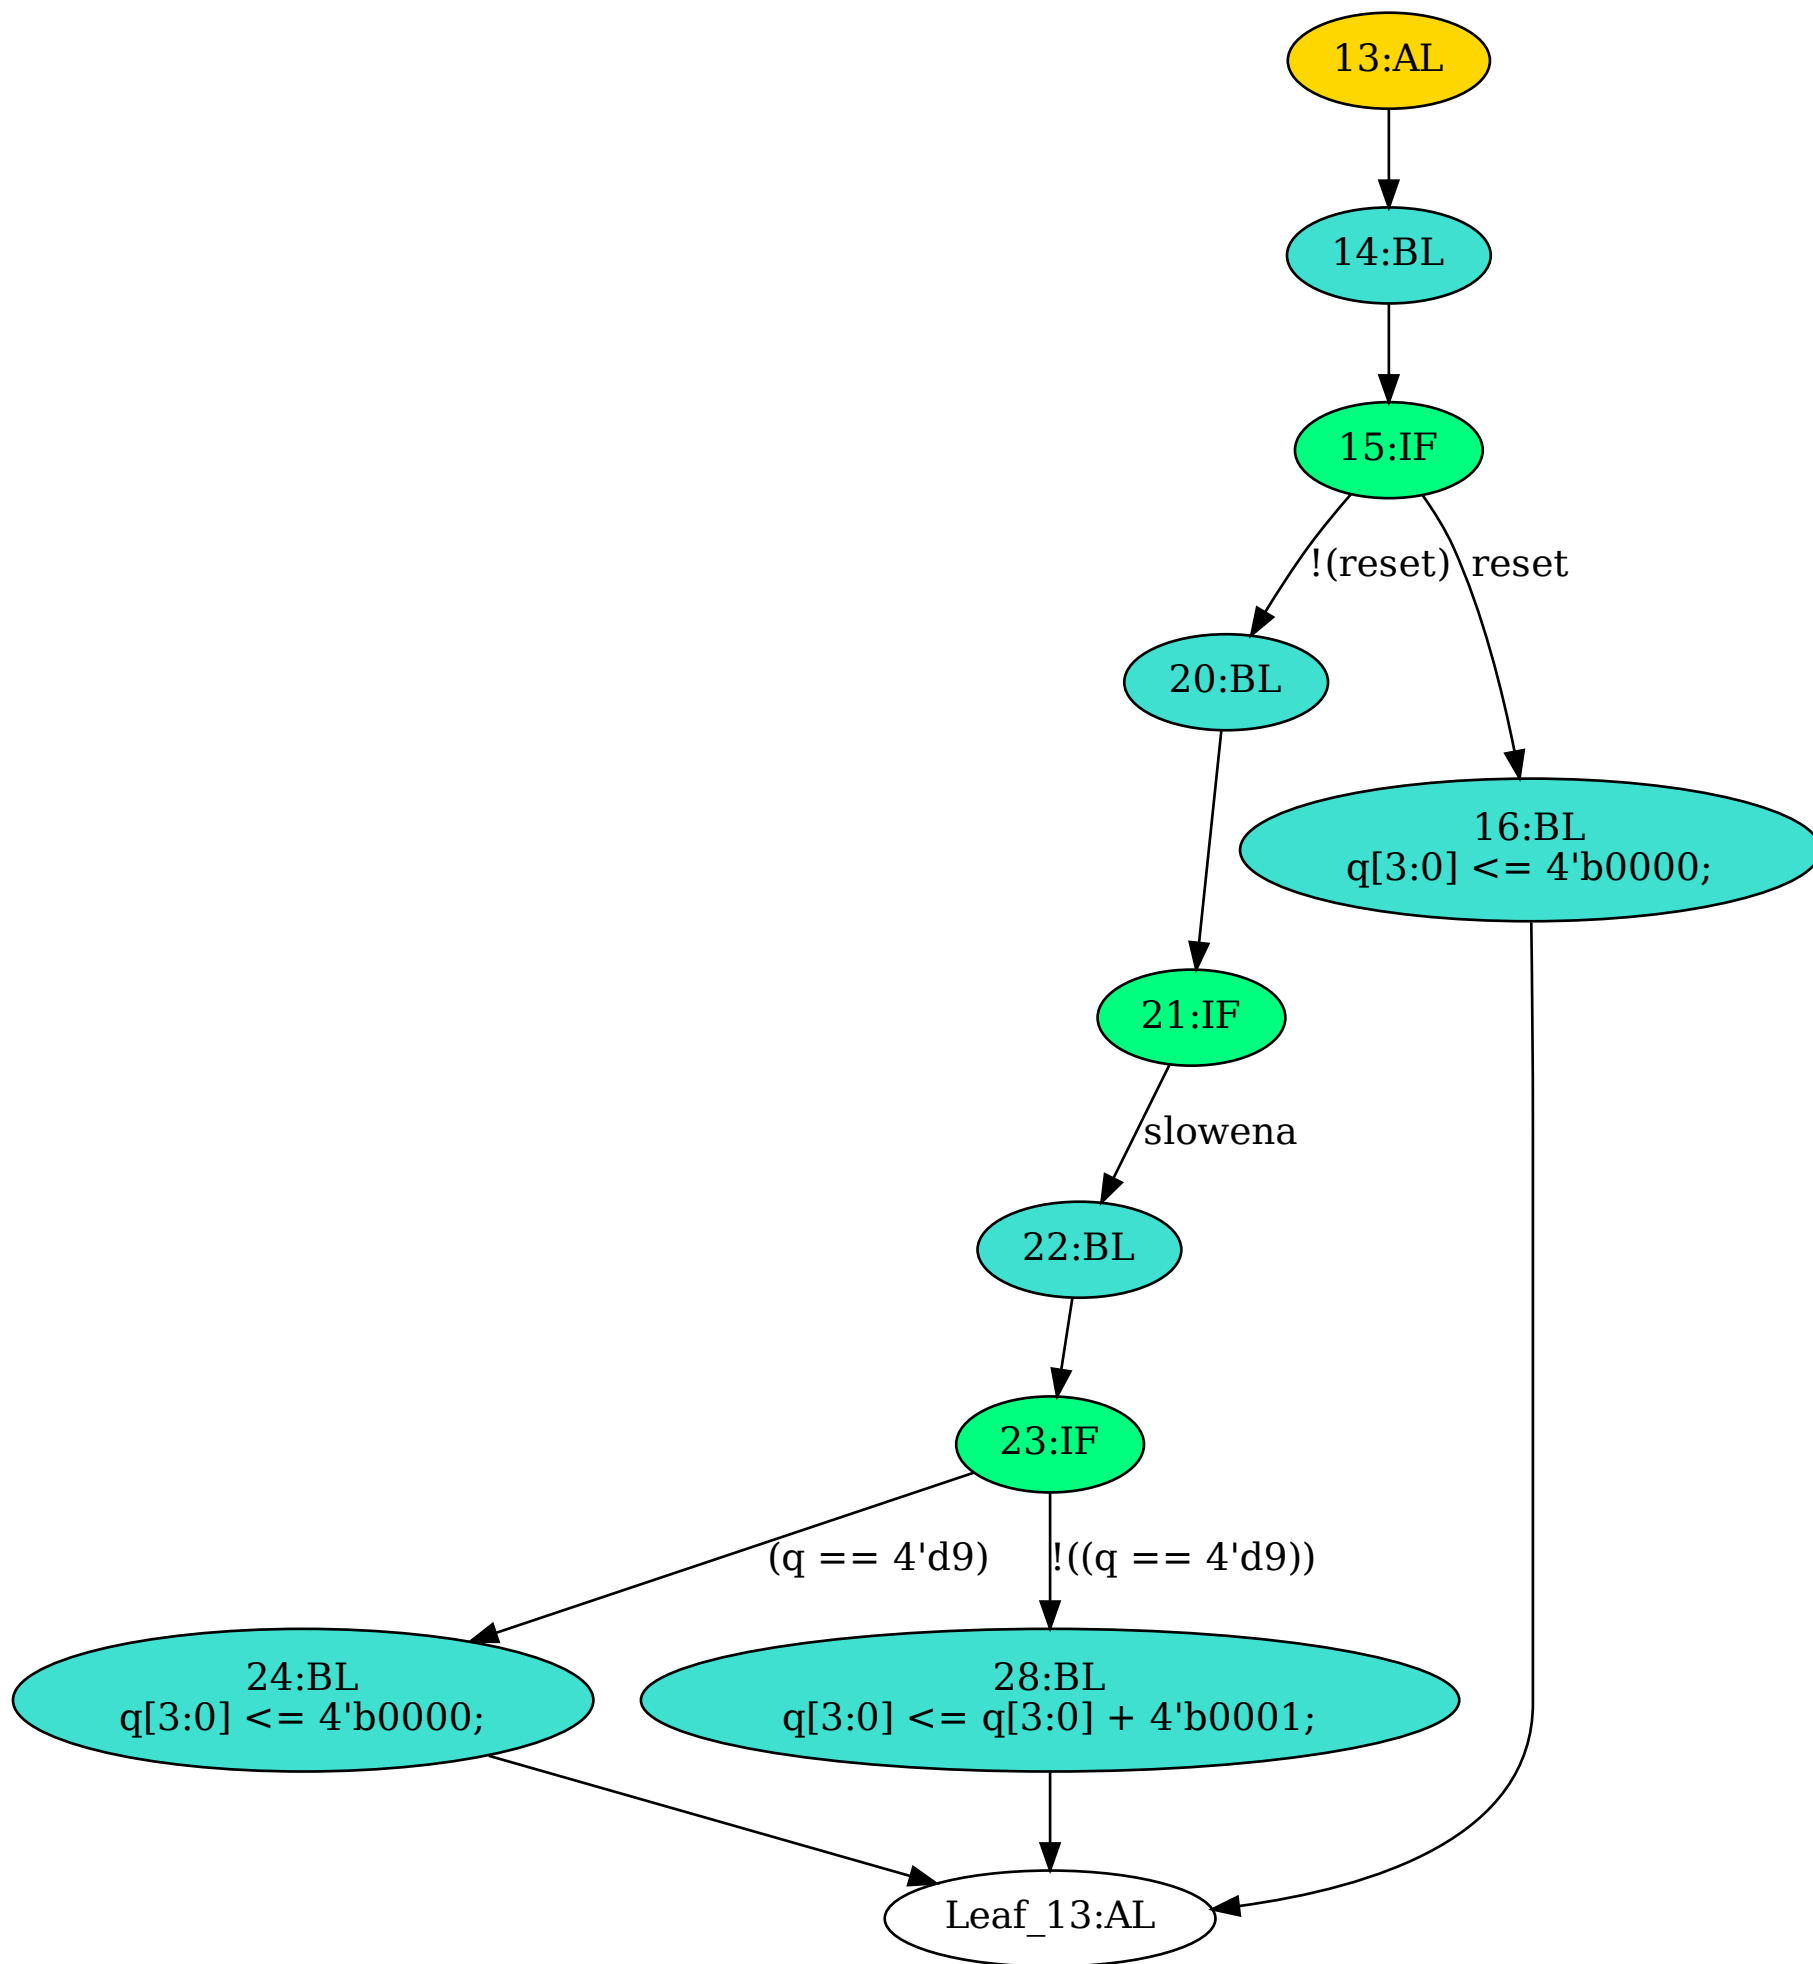 13:AL
14:BL
15:IF
!(reset)
reset
20:BL
16:BL
q[3:0] <= 4'b0000;
21:IF
slowena
22:BL
23:IF
(q == 4'd9)
!((q == 4'd9))
24:BL
q[3:0] <= 4'b0000;
28:BL
q[3:0] <= q[3:0] + 4'b0001;
Leaf_13:AL